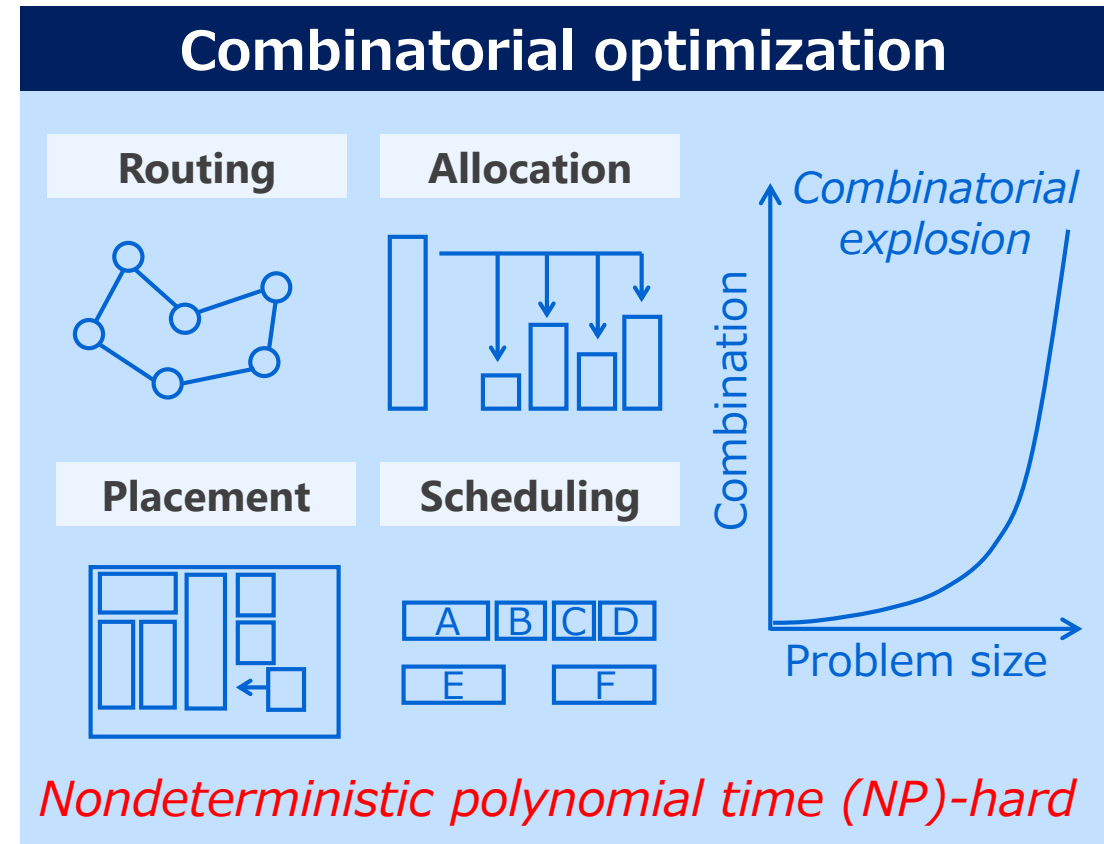 Combinatorial optimization
Routing
Allocation
Placement
Scheduling
A B C D
E F
Combinatorial
explosion
Combination
Problem size
Nondeterministic polynomial time (NP)-hard